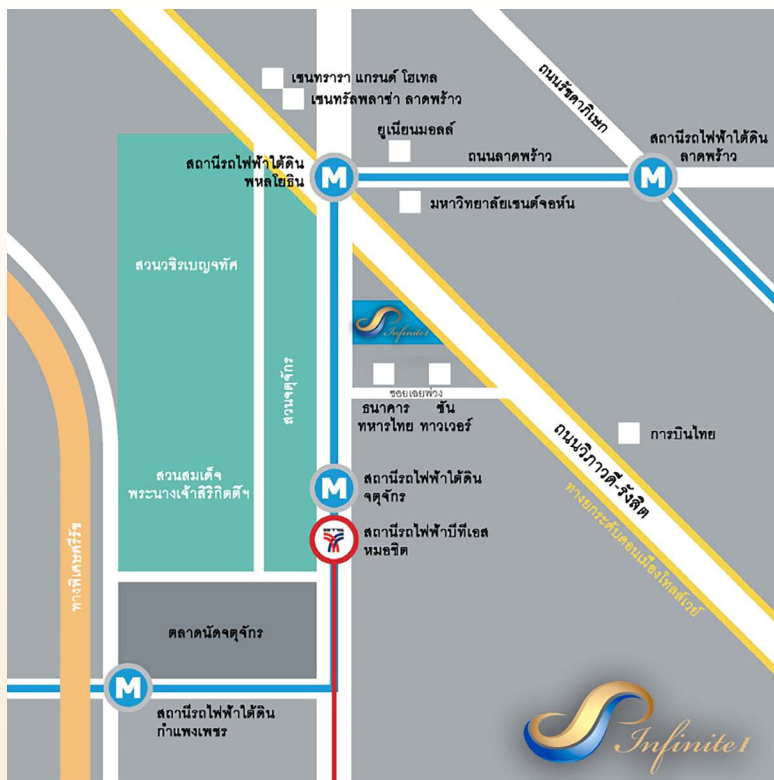 เซนทารา แกรนด์ โฮเทล
เซนทรัลพลาซ่า ลาดพร้าว
ถนนรัชดาภิเษก
ยูเนียนมอลล์
สถานีรถไฟฟ้าใต้ดิน
ลาดพร้าว
สถานีรถไฟฟ้าใต้ดิน
พหลโยธิน
M
ถนนลาดพร้าว
M
มหาวิทยาลัยเซนต์จอห์น
สวนวชิรเบญจทัศ
Infinite I
สวนจตุจักร
ซอยเฉยพ่วง
ธนาคาร
ทหารไทย
ซัน
ทาวเวอร์
การบินไทย
ถนนวิภาวดี-รังสิต
ทางยกระดับดอนเมืองโทลล์เวย์
สวนสมเด็จ
พระนางเจ้าสิริกิตติ์ฯ
M
สถานีรถไฟฟ้าใต้ดิน
จตุจักร
BTS
สถานีรถไฟฟ้าบีทีเอส
หมอชิต
ทางพิเศษศรีรัช
ตลาดนัดจตุจักร
M
สถานีรถไฟฟ้าใต้ดิน
กำแพงเพชร
Infinite I